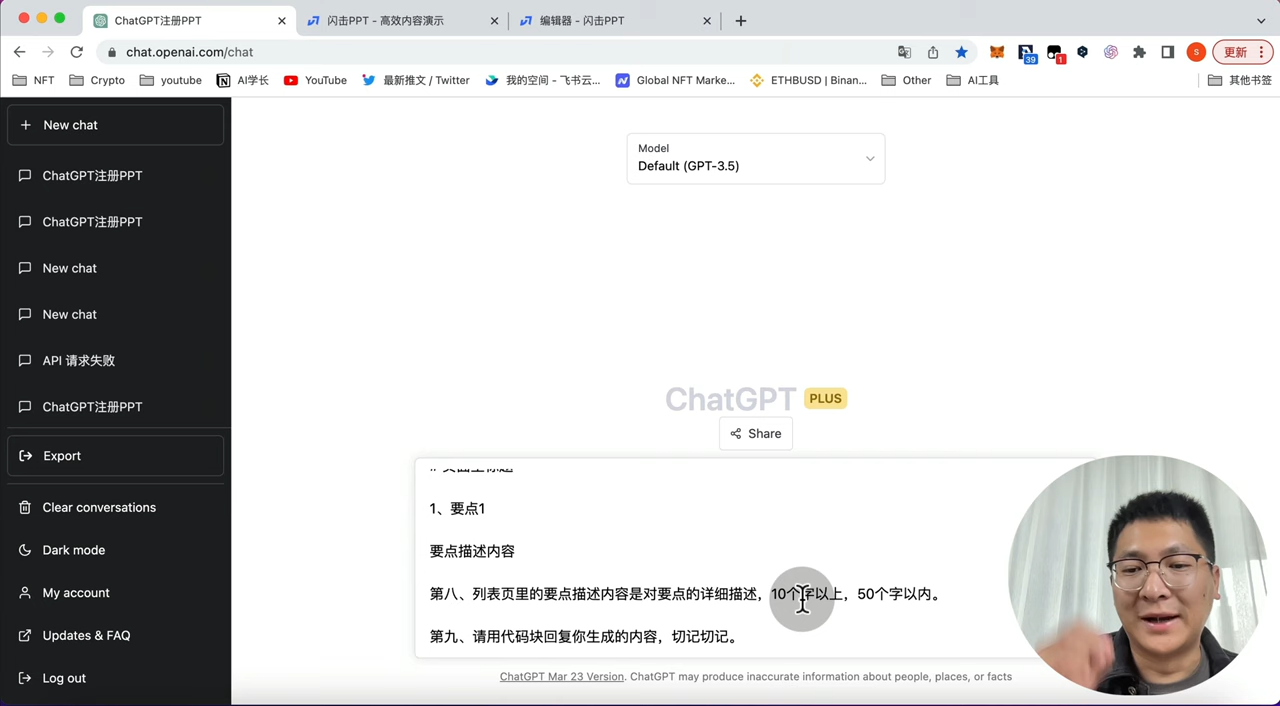 ChatGPT注册PPT
闪击PPT - 高效内容演示
编辑器 - 闪击PPT
chat.openai.com/chat
39
1
S
更新
NFT
Crypto
youtube
AI学长
YouTube
最新推文 / Twitter
我的空间 - 飞书云...
Global NFT Marke...
ETHBUSD | Binan...
Other
AI工具
其他书签
New chat
ChatGPT注册PPT
ChatGPT注册PPT
New chat
New chat
API 请求失败
ChatGPT注册PPT
Export
Clear conversations
Dark mode
My account
Updates & FAQ
Log out
Model
Default (GPT-3.5)
ChatGPT PLUS
Share
1、要点1
要点描述内容
第八、列表页里的要点描述内容是对要点的详细描述，10个字以上，50个字以内。
第九、请用代码块回复你生成的内容，切记切记。
ChatGPT Mar 23 Version. ChatGPT may produce inaccurate information about people, places, or facts